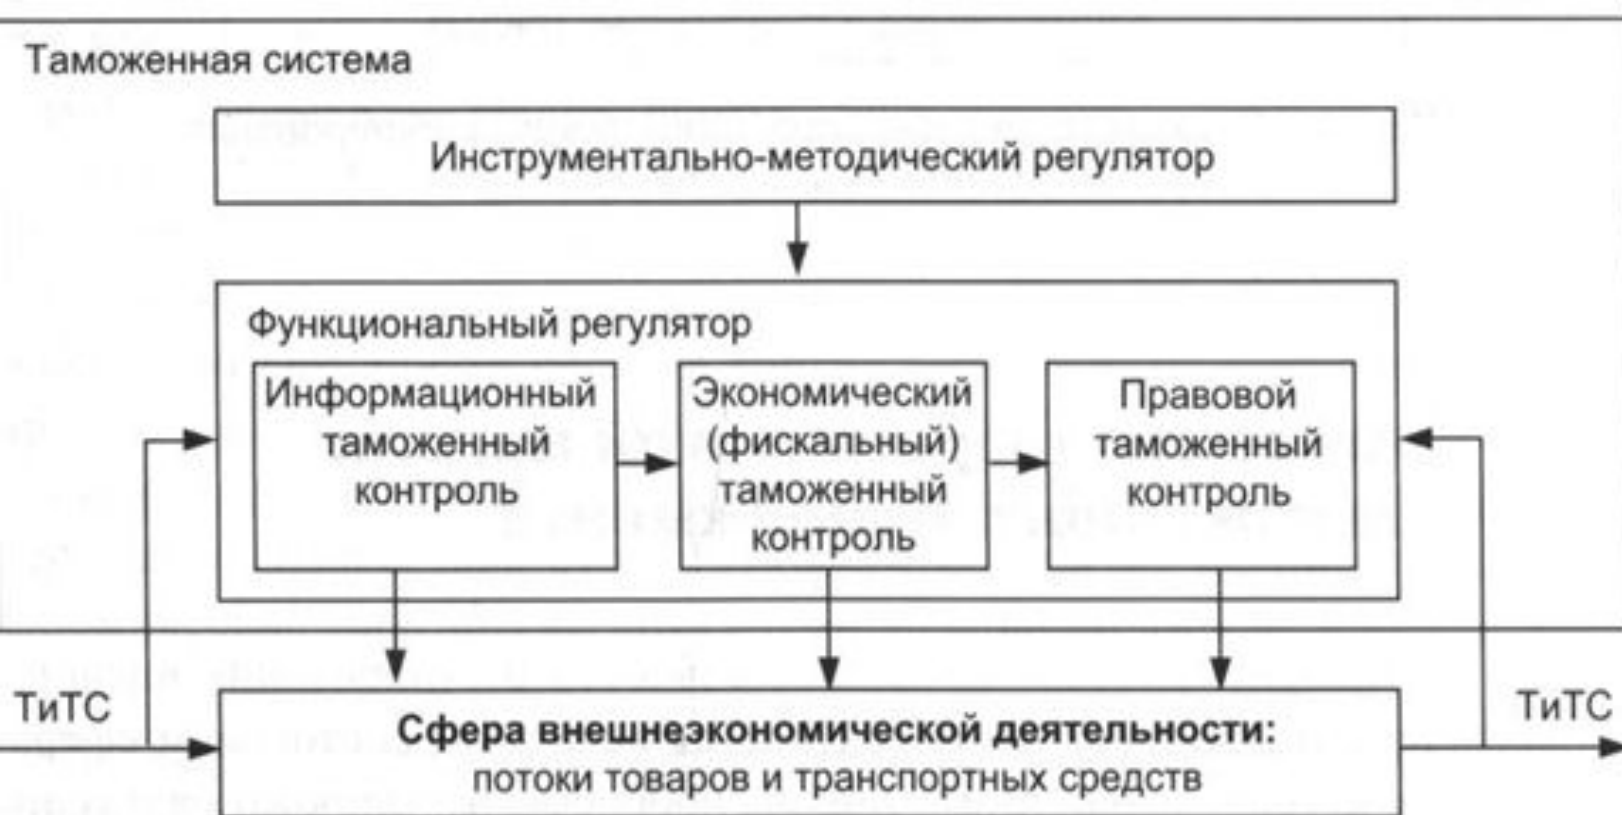 Таможенная система
Инструментально-методический регулятор
Функциональный регулятор
Информационный
таможенный
контроль
Экономический
(фискальный)
таможенный
контроль
Правовой
таможенный
контроль
ТиТС
Сфера внешнеэкономической деятельности:
потоки товаров и транспортных средств
ТиТС